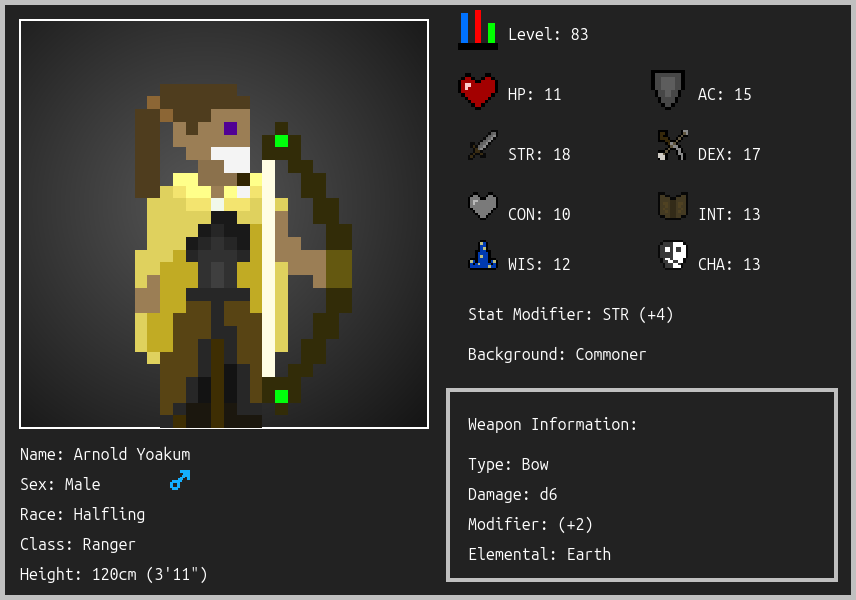 Level: 83
HP: 11
AC: 15
STR: 18
DEX: 17
CON: 10
INT: 13
WIS: 12
CHA: 13
Stat Modifier: STR (+4)
Background: Commoner
Weapon Information:
Type: Bow
Damage: d6
Modifier: (+2)
Elemental: Earth
Name: Arnold Yoakum
Sex: Male
Race: Halfling
Class: Ranger
Height: 120cm (3'11")